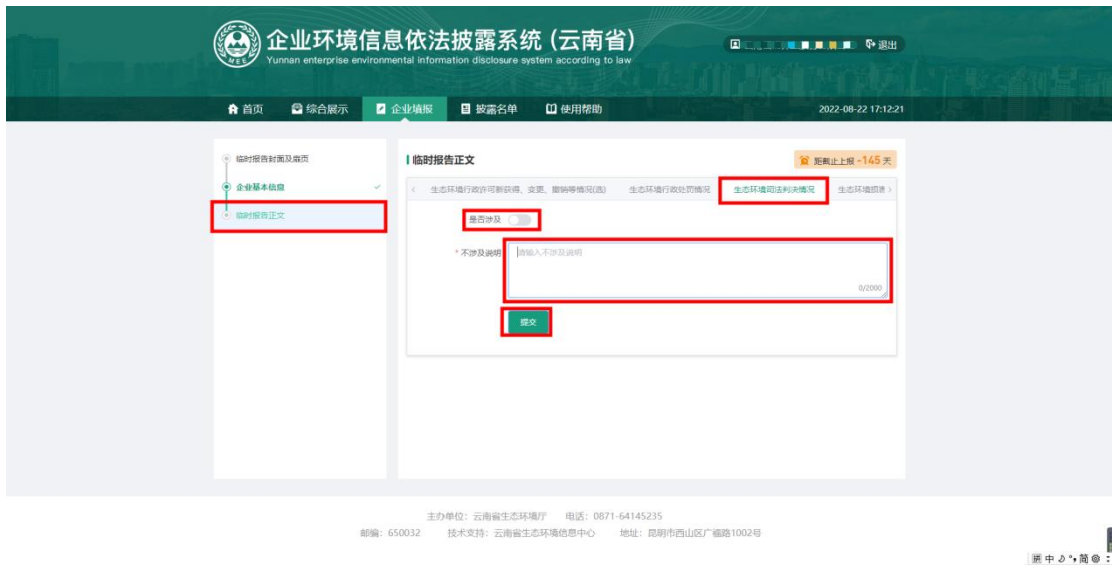 企业环境信息依法披露系统 (云南省)
Yunnan enterprise environmental information disclosure system according to law
MEE
退出
首页 综合展示 企业填报 披露名单 使用帮助 2022-08-22 17:12:21
临时报告封面及扉页
企业基本信息
临时报告正文
临时报告正文 距截止上报 -145 天
生态环境行政许可新获得、变更、撤销等情况(选) 生态环境行政处罚情况 生态环境司法判决情况 生态环境损害
是否涉及
* 不涉及说明 请输入不涉及说明
0/2000
提交
主办单位：云南省生态环境厅 电话：0871-64145235
邮编：650032 技术支持：云南省生态环境信息中心 地址：昆明市西山区广福路1002号
中 简